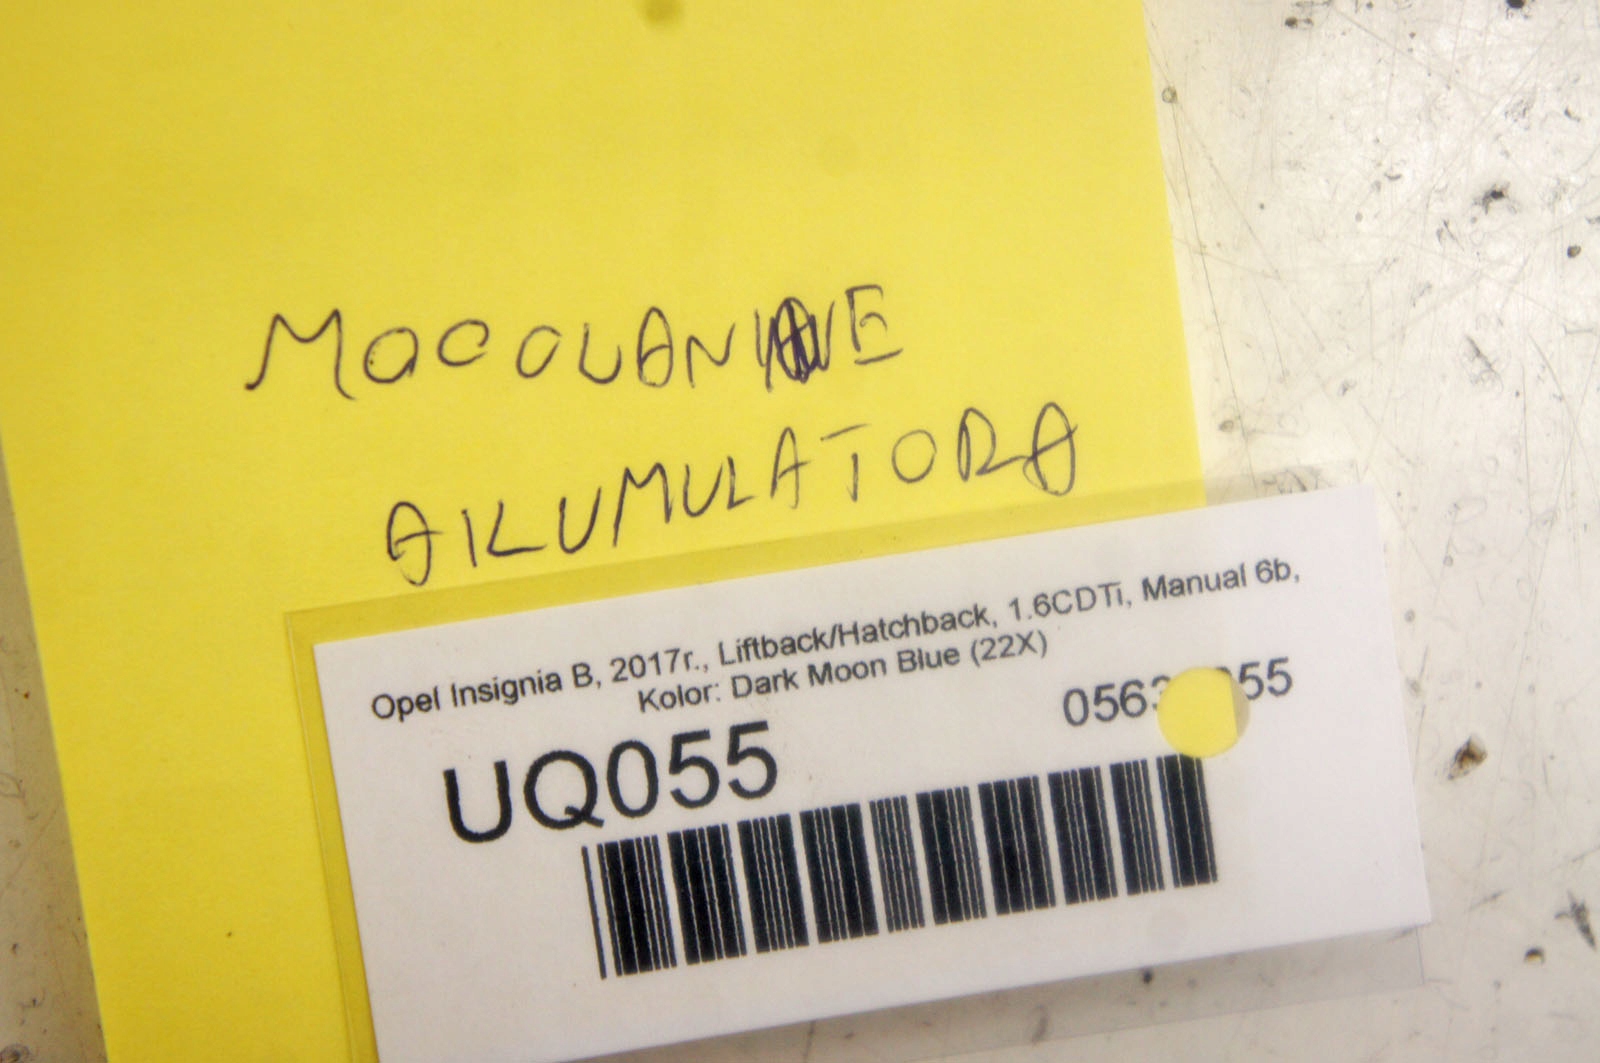 MOCOWANIE
AKUMULATORA
Opel Insignia B, 2017r., Liftback/Hatchback, 1.6CDTi, Manual 6b,
Kolor: Dark Moon Blue (22X)
UQ055